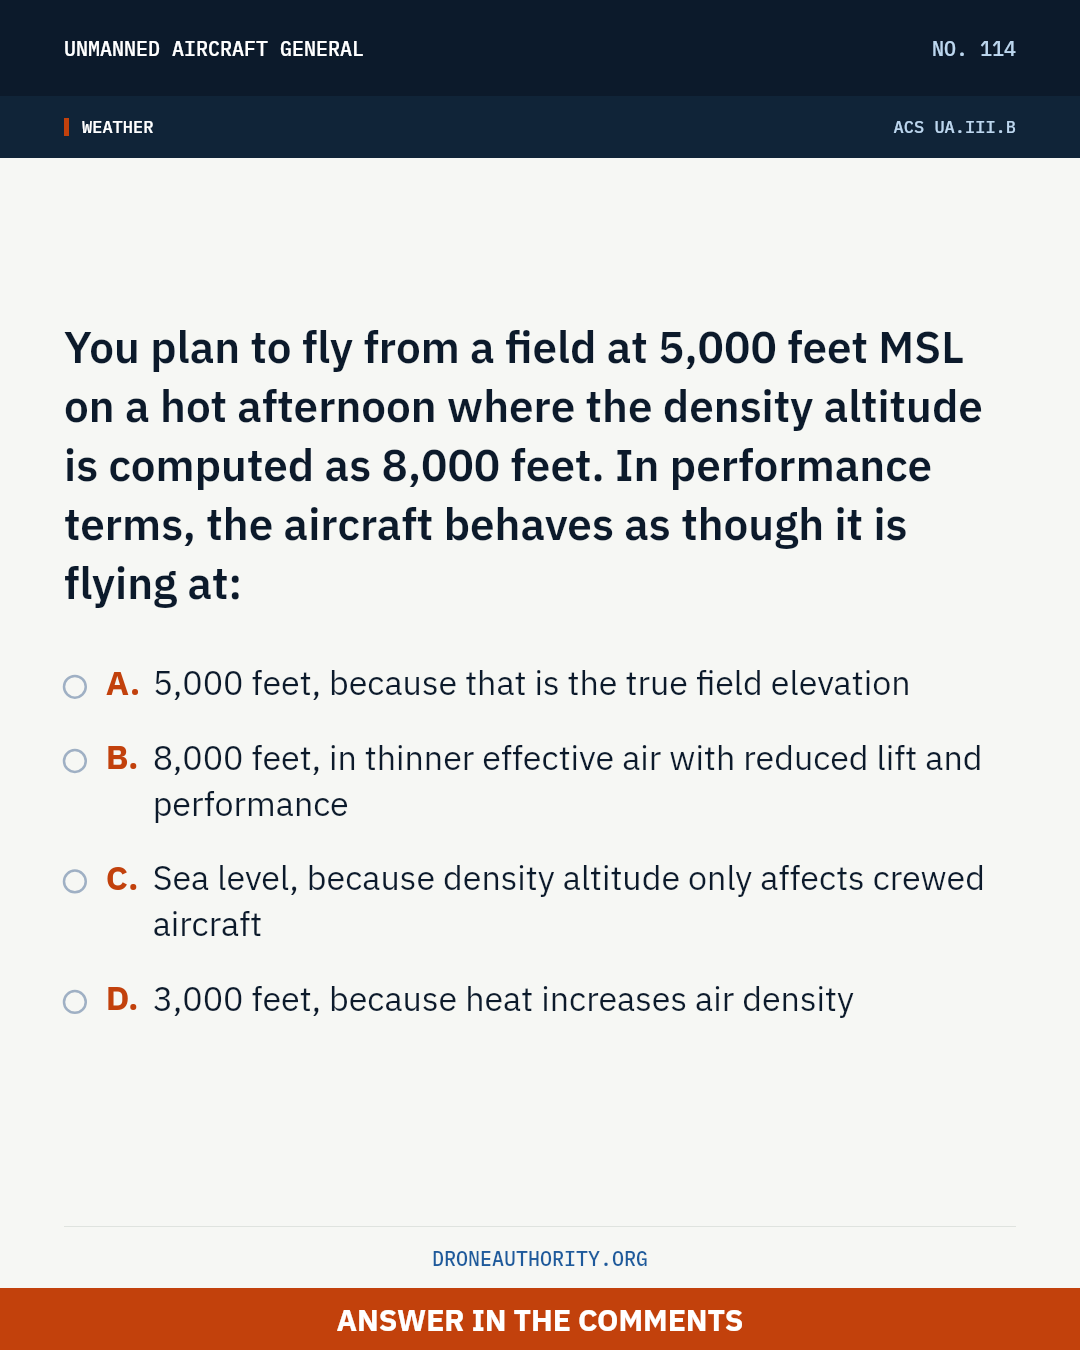 UNMANNED AIRCRAFT GENERAL
NO. 114
WEATHER
ACS UA.III.B
You plan to fly from a field at 5,000 feet MSL
on a hot afternoon where the density altitude
is computed as 8,000 feet. In performance
terms, the aircraft behaves as though it is
flying at:
A. 5,000 feet, because that is the true field elevation
B. 8,000 feet, in thinner effective air with reduced lift and
performance
C. Sea level, because density altitude only affects crewed
aircraft
D. 3,000 feet, because heat increases air density
DRONEAUTHORITY.ORG
ANSWER IN THE COMMENTS